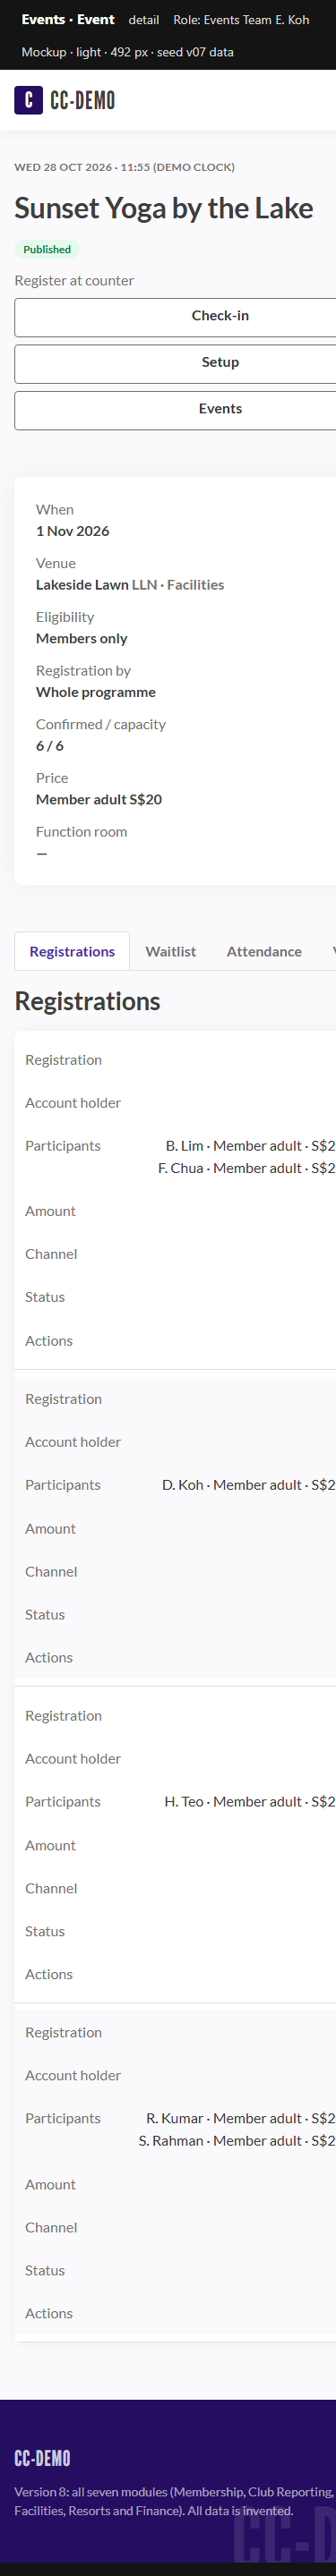 Events · Event detail Role: Events Team E. Koh
Mockup · light · 492 px · seed v07 data
C CC-DEMO
WED 28 OCT 2026 · 11:55 (DEMO CLOCK)
Sunset Yoga by the Lake
Published
Register at counter
Check-in
Setup
Events
When
1 Nov 2026
Venue
Lakeside Lawn LLN · Facilities
Eligibility
Members only
Registration by
Whole programme
Confirmed / capacity
6 / 6
Price
Member adult S$20
Function room
—
Registrations Waitlist Attendance
Registrations
Registration
Account holder
Participants B. Lim · Member adult · S$2
F. Chua · Member adult · S$2
Amount
Channel
Status
Actions
Registration
Account holder
Participants D. Koh · Member adult · S$2
Amount
Channel
Status
Actions
Registration
Account holder
Participants H. Teo · Member adult · S$2
Amount
Channel
Status
Actions
Registration
Account holder
Participants R. Kumar · Member adult · S$2
S. Rahman · Member adult · S$2
Amount
Channel
Status
Actions
CC-DEMO
Version 8: all seven modules (Membership, Club Reporting,
Facilities, Resorts and Finance). All data is invented.
CC-D